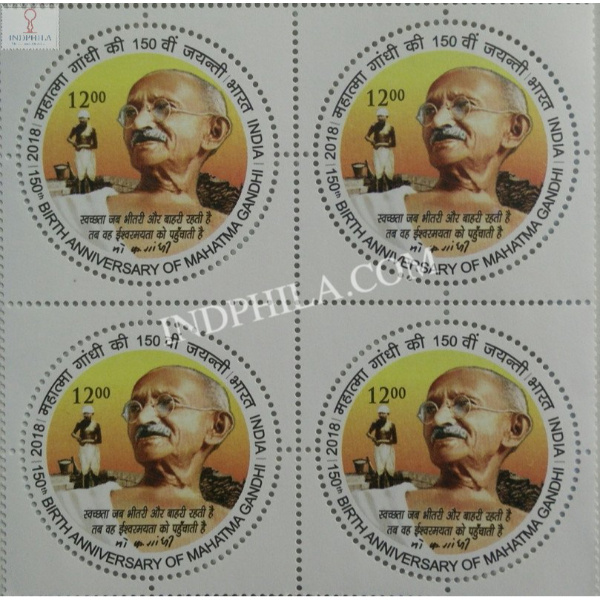 INDPHILA
महात्मा गांधी की 150 वीं जयन्ती | भारत INDIA | 2018 | 150th BIRTH ANNIVERSARY OF MAHATMA GANDHI
12.00
स्वच्छता जब भीतरी और बाहरी रहती है
तब वह ईश्वरमयता को पहुँचाती है
मो क गांधी
महात्मा गांधी की 150 वीं जयन्ती | भारत INDIA | 2018 | 150th BIRTH ANNIVERSARY OF MAHATMA GANDHI
12.00
स्वच्छता जब भीतरी और बाहरी रहती है
तब वह ईश्वरमयता को पहुँचाती है
मो क गांधी
INDPHILA.COM
महात्मा गांधी की 150 वीं जयन्ती | भारत INDIA | 2018 | 150th BIRTH ANNIVERSARY OF MAHATMA GANDHI
12.00
स्वच्छता जब भीतरी और बाहरी रहती है
तब वह ईश्वरमयता को पहुँचाती है
मो क गांधी
महात्मा गांधी की 150 वीं जयन्ती | भारत INDIA | 2018 | 150th BIRTH ANNIVERSARY OF MAHATMA GANDHI
12.00
स्वच्छता जब भीतरी और बाहरी रहती है
तब वह ईश्वरमयता को पहुँचाती है
मो क गांधी